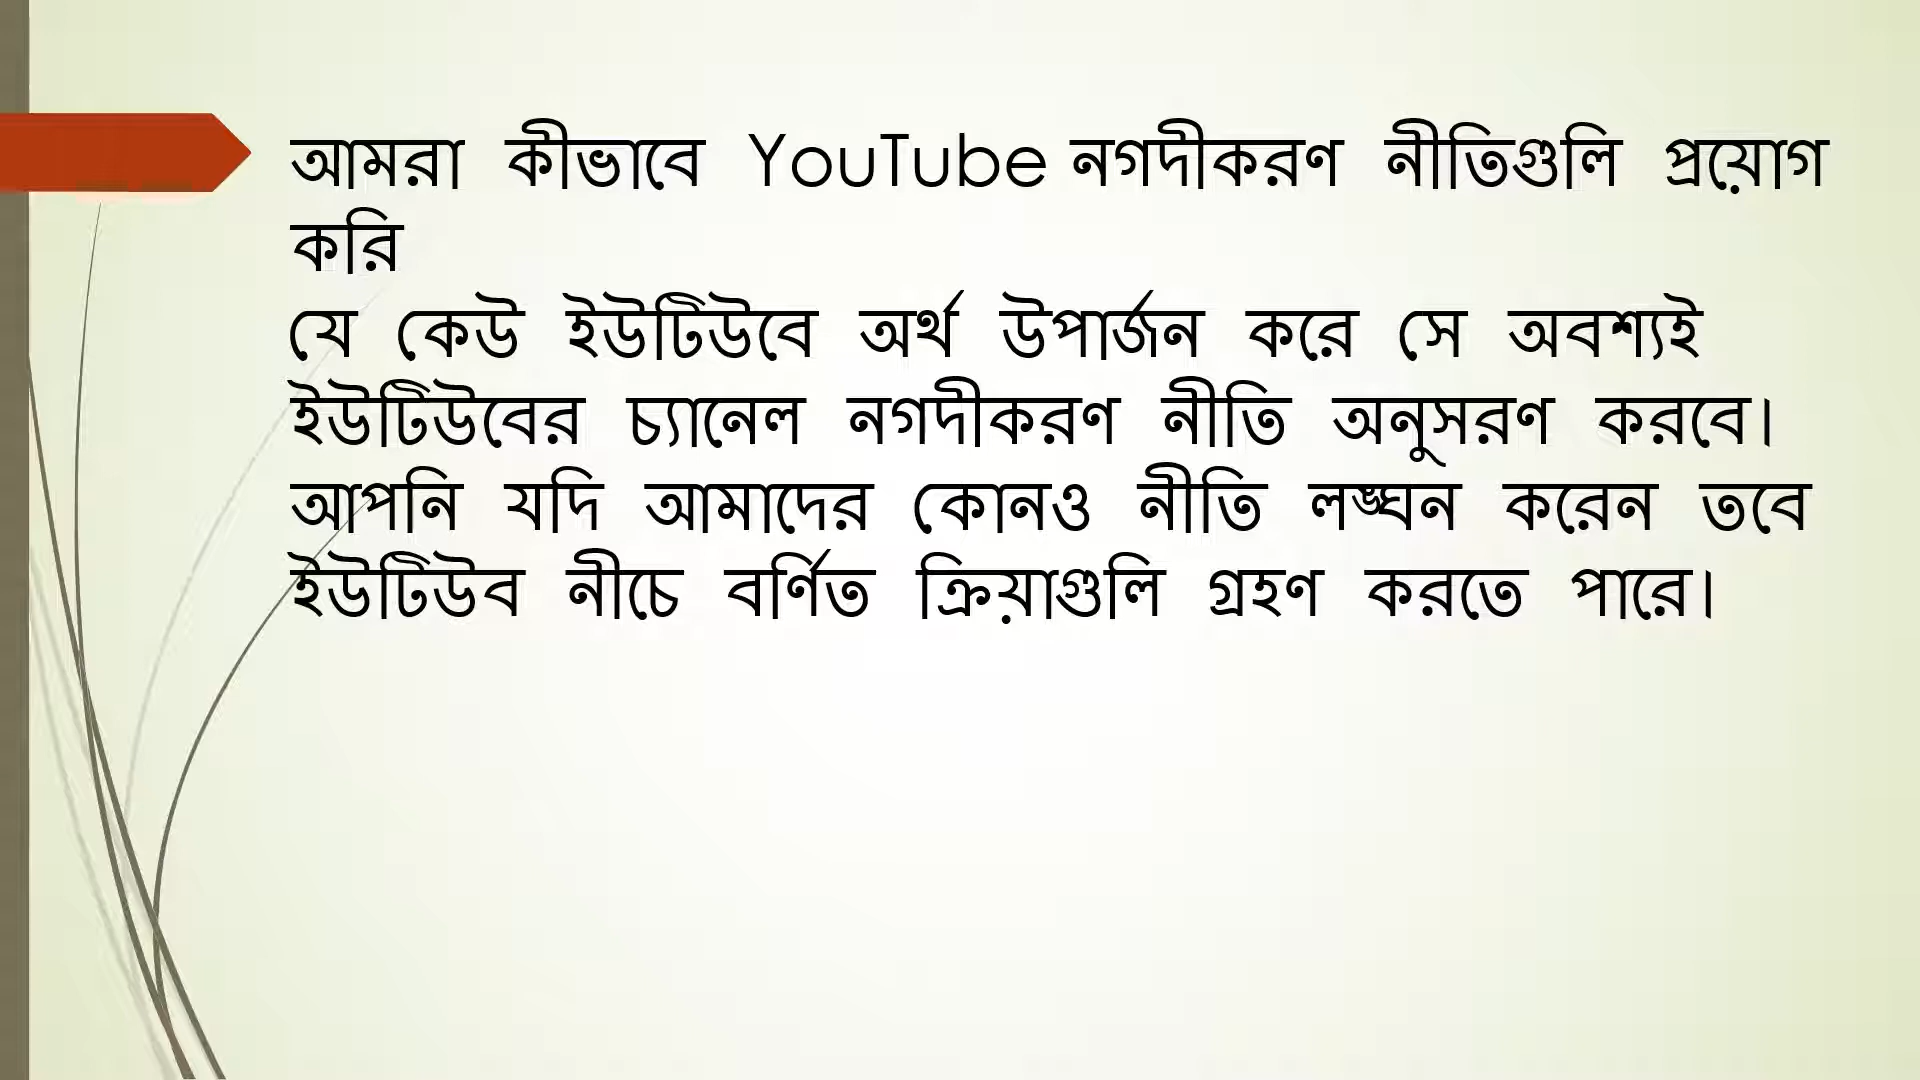 আমরা কীভাবে YouTube নগদীকরণ নীতিগুলি প্রয়োগ
করি
যে কেউ ইউটিউবে অর্থ উপার্জন করে সে অবশ্যই
ইউটিউবের চ্যানেল নগদীকরণ নীতি অনুসরণ করবে।
আপনি যদি আমাদের কোনও নীতি লঙ্ঘন করেন তবে
ইউটিউব নীচে বর্ণিত ক্রিয়াগুলি গ্রহণ করতে পারে।